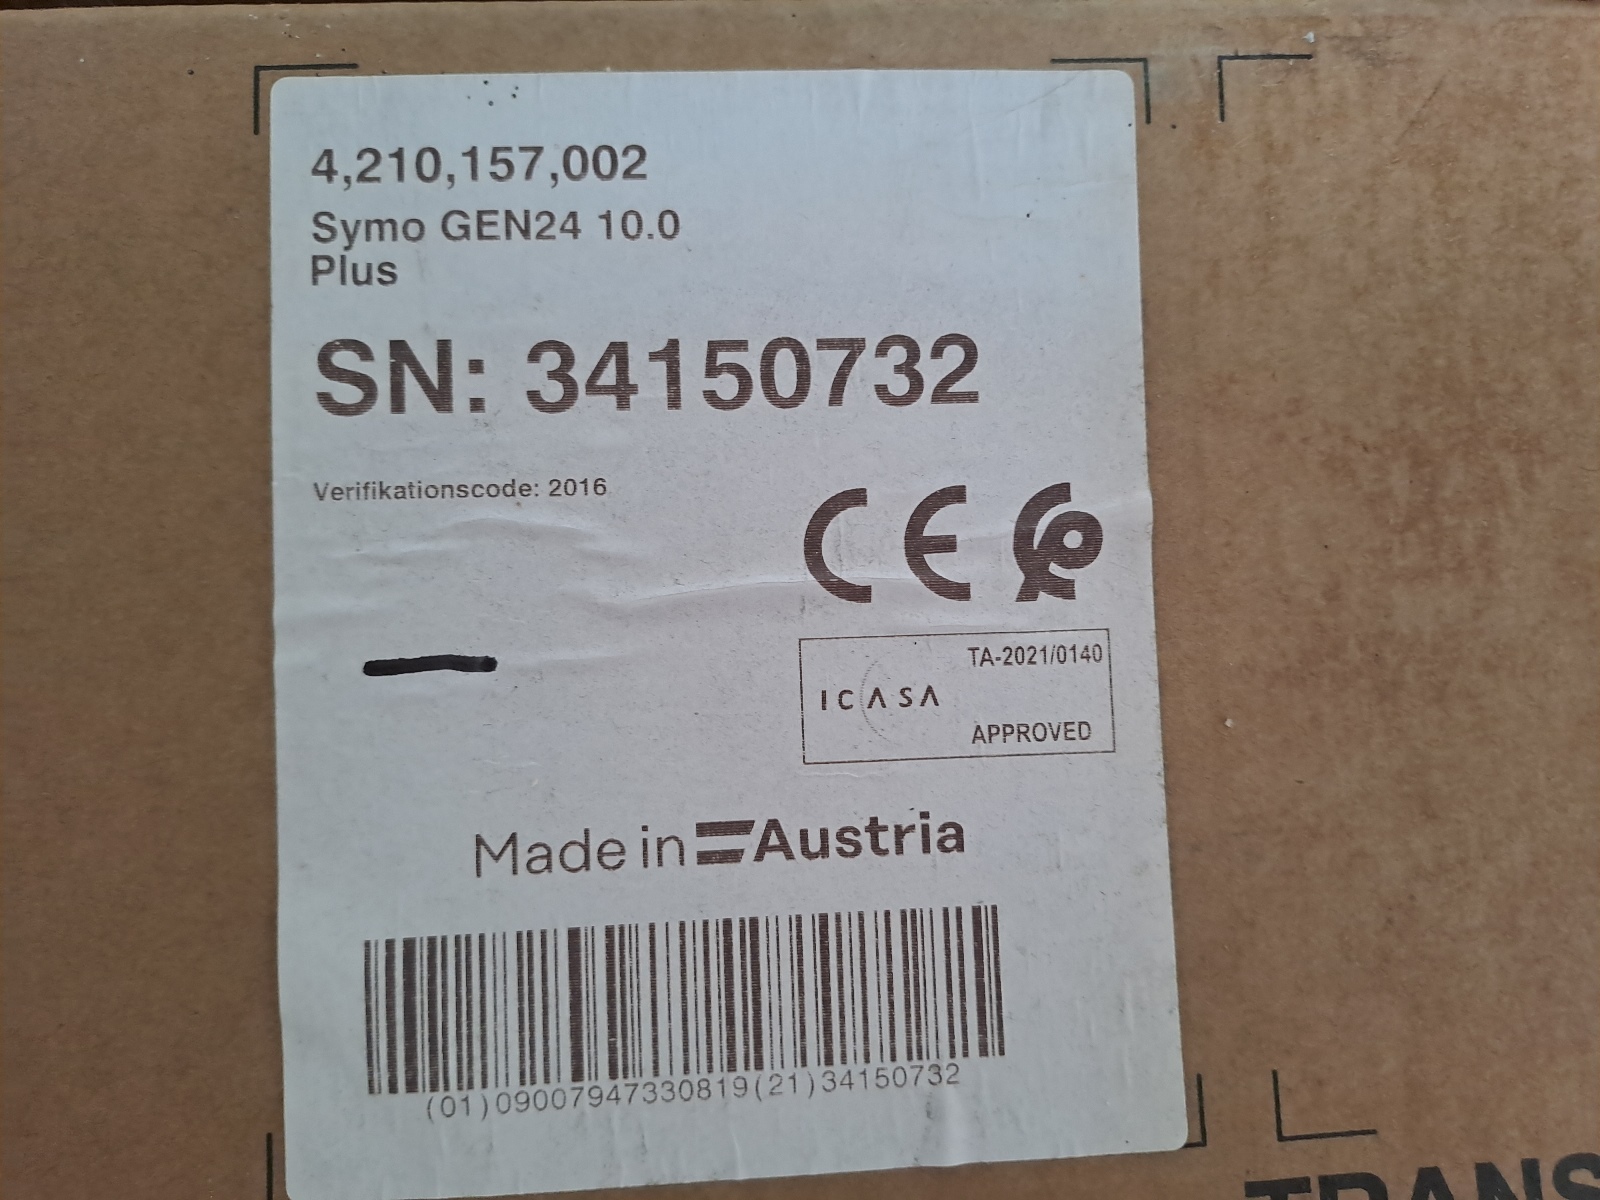 4,210,157,002
Symo GEN24 10.0
Plus
SN: 34150732
Verifikationscode: 2016
CE
TA-2021/0140
ICASA
APPROVED
Made in Austria
(01)09007947330819(21)34150732
TRANS